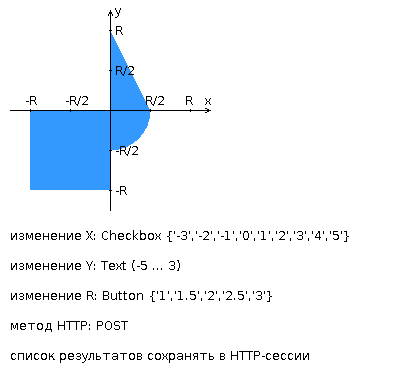 y
R
R/2
-R -R/2 R/2 R x
-R/2
-R
изменение X: Checkbox {'-3','-2','-1','0','1','2','3','4','5'}
изменение Y: Text (-5 ... 3)
изменение R: Button {'1','1.5','2','2.5','3'}
метод HTTP: POST
список результатов сохранять в HTTP-сессии